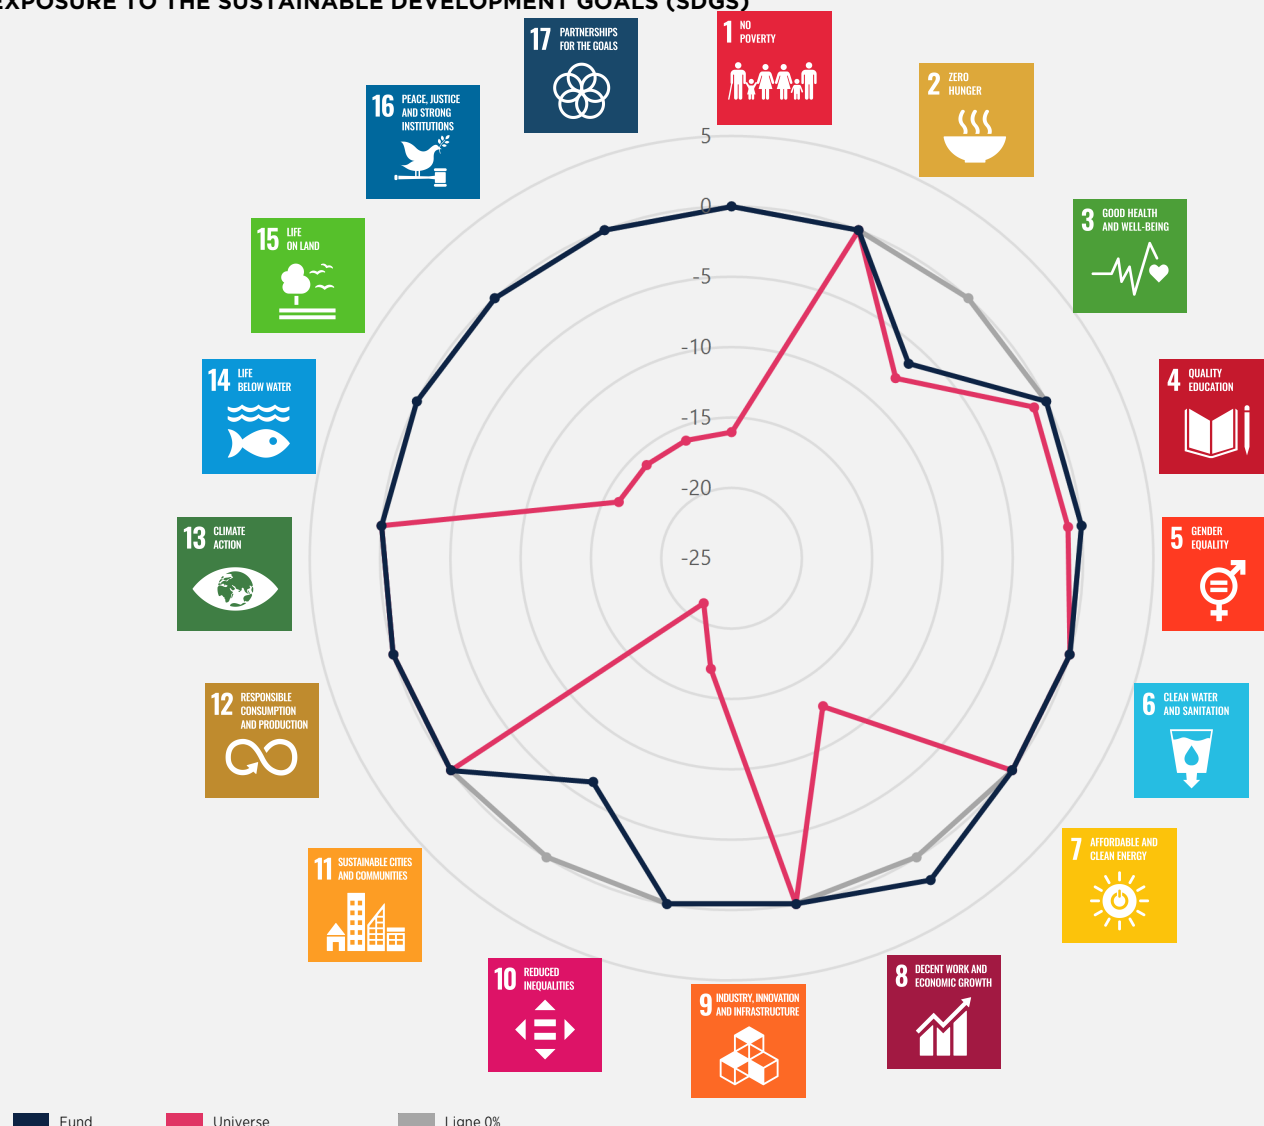 EXPOSURE TO THE SUSTAINABLE DEVELOPMENT GOALS (SDGS)
17 PARTNERSHIPS
FOR THE GOALS
1 NO
POVERTY
2 ZERO
HUNGER
16 PEACE, JUSTICE
AND STRONG
INSTITUTIONS
3 GOOD HEALTH
AND WELL-BEING
15 LIFE
ON LAND
4 QUALITY
EDUCATION
14 LIFE
BELOW WATER
5 GENDER
EQUALITY
13 CLIMATE
ACTION
6 CLEAN WATER
AND SANITATION
12 RESPONSIBLE
CONSUMPTION
AND PRODUCTION
7 AFFORDABLE AND
CLEAN ENERGY
11 SUSTAINABLE CITIES
AND COMMUNITIES
8 DECENT WORK AND
ECONOMIC GROWTH
10 REDUCED
INEQUALITIES
9 INDUSTRY, INNOVATION
AND INFRASTRUCTURE
5
0
-5
-10
-15
-20
-25
Fund
Universe
Ligne 0%